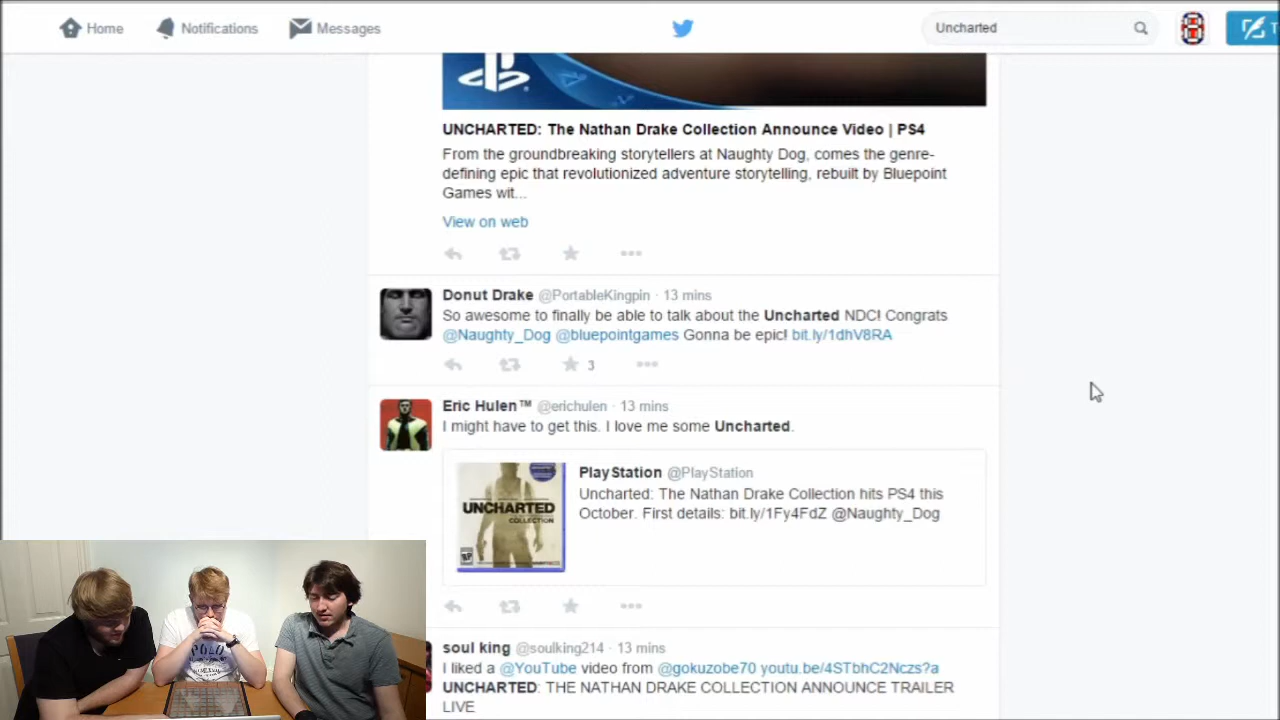 Home Notifications Messages Uncharted T
UNCHARTED: The Nathan Drake Collection Announce Video | PS4
From the groundbreaking storytellers at Naughty Dog, comes the genre-
defining epic that revolutionized adventure storytelling, rebuilt by Bluepoint
Games wit...
View on web
Donut Drake @PortableKingpin · 13 mins
So awesome to finally be able to talk about the Uncharted NDC! Congrats
@Naughty_Dog @bluepointgames Gonna be epic! bit.ly/1dhV8RA
3
Eric Hulen™ @erichulen · 13 mins
I might have to get this. I love me some Uncharted.
PlayStation @PlayStation
Uncharted: The Nathan Drake Collection hits PS4 this
October. First details: bit.ly/1Fy4FdZ @Naughty_Dog
UNCHARTED
COLLECTION
soul king @soulking214 · 13 mins
I liked a @YouTube video from @gokuzobe70 youtu.be/4STbhC2Nczs?a
UNCHARTED: THE NATHAN DRAKE COLLECTION ANNOUNCE TRAILER
LIVE
POLO